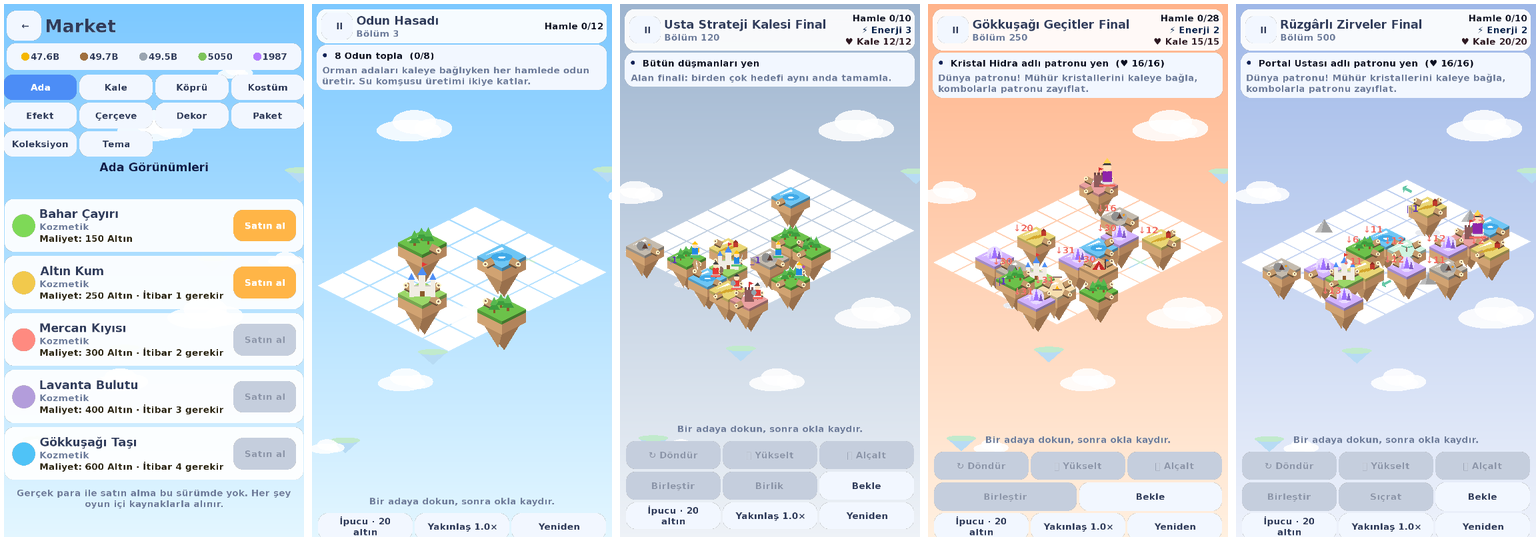 ← Market
47.6B 49.7B 49.5B 5050 1987
Ada Kale Köprü Kostüm
Efekt Çerçeve Dekor Paket
Koleksiyon Tema
Ada Görünümleri
Bahar Çayırı
Kozmetik
Maliyet: 150 Altın
Satın al
Altın Kum
Kozmetik
Maliyet: 250 Altın · İtibar 1 gerekir
Satın al
Mercan Kıyısı
Kozmetik
Maliyet: 300 Altın · İtibar 2 gerekir
Satın al
Lavanta Bulutu
Kozmetik
Maliyet: 400 Altın · İtibar 3 gerekir
Satın al
Gökkuşağı Taşı
Kozmetik
Maliyet: 600 Altın · İtibar 4 gerekir
Satın al
Gerçek para ile satın alma bu sürümde yok. Her şey
oyun içi kaynaklarla alınır.
Odun Hasadı
Bölüm 3
Hamle 0/12
• 8 Odun topla (0/8)
Orman adaları kaleye bağlıyken her hamlede odun
üretir. Su komşusu üretimi ikiye katlar.
Bir adaya dokun, sonra okla kaydır.
İpucu · 20
altın
Yakınlaş 1.0×
Yeniden
Usta Strateji Kalesi Final
Bölüm 120
Hamle 0/10
⚡ Enerji 3
♥ Kale 12/12
• Bütün düşmanları yen
Alan finali: birden çok hedefi aynı anda tamamla.
Bir adaya dokun, sonra okla kaydır.
↻ Döndür Yükselt Alçalt
Birleştir Birlik Bekle
İpucu · 20
altın
Yakınlaş 1.0×
Yeniden
Gökkuşağı Geçitler Final
Bölüm 250
Hamle 0/28
⚡ Enerji 2
♥ Kale 15/15
• Kristal Hidra adlı patronu yen (♥ 16/16)
Dünya patronu! Mühür kristallerini kaleye bağla,
kombolarla patronu zayıflat.
↓16
↓20
↓12
↓31
Bir adaya dokun, sonra okla kaydır.
↻ Döndür Yükselt Alçalt
Birleştir Bekle
İpucu · 20
altın
Yakınlaş 1.0×
Yeniden
Rüzgârlı Zirveler Final
Bölüm 500
Hamle 0/10
⚡ Enerji 2
♥ Kale 20/20
• Portal Ustası adlı patronu yen (♥ 16/16)
Dünya patronu! Mühür kristallerini kaleye bağla,
kombolarla patronu zayıflat.
↓11
Bir adaya dokun, sonra okla kaydır.
↻ Döndür Yükselt Alçalt
Birleştir Sıçrat Bekle
İpucu · 20
altın
Yakınlaş 1.0×
Yeniden